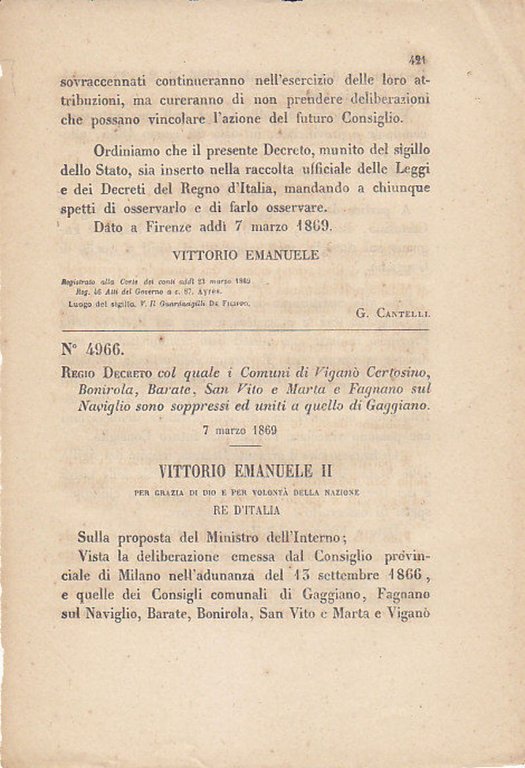 421
sovraccennati continueranno nell'esercizio delle loro at-
tribuzioni, ma cureranno di non prendere deliberazioni
che possano vincolare l'azione del futuro Consiglio.
Ordiniamo che il presente Decreto, munito del sigillo
dello Stato, sia inserto nella raccolta ufficiale delle Leggi
e dei Decreti del Regno d'Italia, mandando a chiunque
spetti di osservarlo e di farlo osservare.
Dato a Firenze addì 7 marzo 1869.
VITTORIO EMANUELE
Registrato alla Corte dei conti addì 23 marzo 1869
Reg. 46 Atti del Governo a c. 87. Ayres.
Luogo del sigillo. V. Il Guardasigilli De Filippo.
G. Cantelli.
N° 4966.
Regio Decreto col quale i Comuni di Viganò Certosino,
Bonirola, Barate, San Vito e Marta e Fagnano sul
Naviglio sono soppressi ed uniti a quello di Gaggiano.
7 marzo 1869
VITTORIO EMANUELE II
PER GRAZIA DI DIO E PER VOLONTÀ DELLA NAZIONE
RE D'ITALIA
Sulla proposta del Ministro dell'Interno;
Vista la deliberazione emessa dal Consiglio provin-
ciale di Milano nell'adunanza del 13 settembre 1866,
e quelle dei Consigli comunali di Gaggiano, Fagnano
sul Naviglio, Barate, Bonirola, San Vito e Marta e Viganò